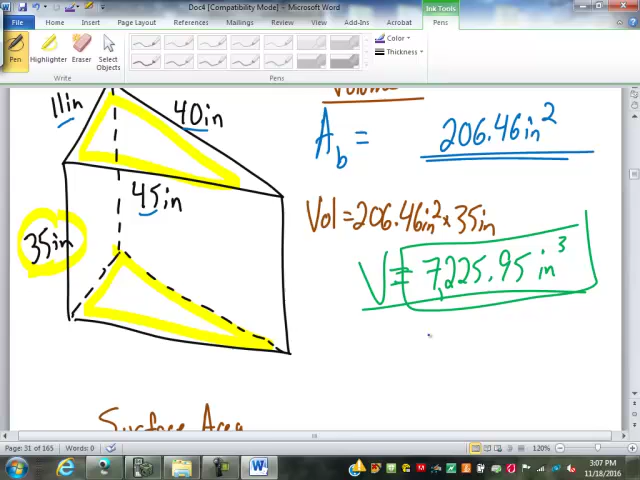 Doc4 [Compatibility Mode] - Microsoft Word
Ink Tools
File
Home
Insert
Page Layout
References
Mailings
Review
View
Add-Ins
Acrobat
Pens
Pen
Highlighter
Eraser
Select Objects
Color
Thickness
Write
Pens
11in
40in
45in
35in
Volume
A_b = 206.46in²
Vol = 206.46in² × 35in
V = 7,225.95 in³
Surface Area
Page: 31 of 165
Words: 0
120%
3:07 PM
11/18/2016